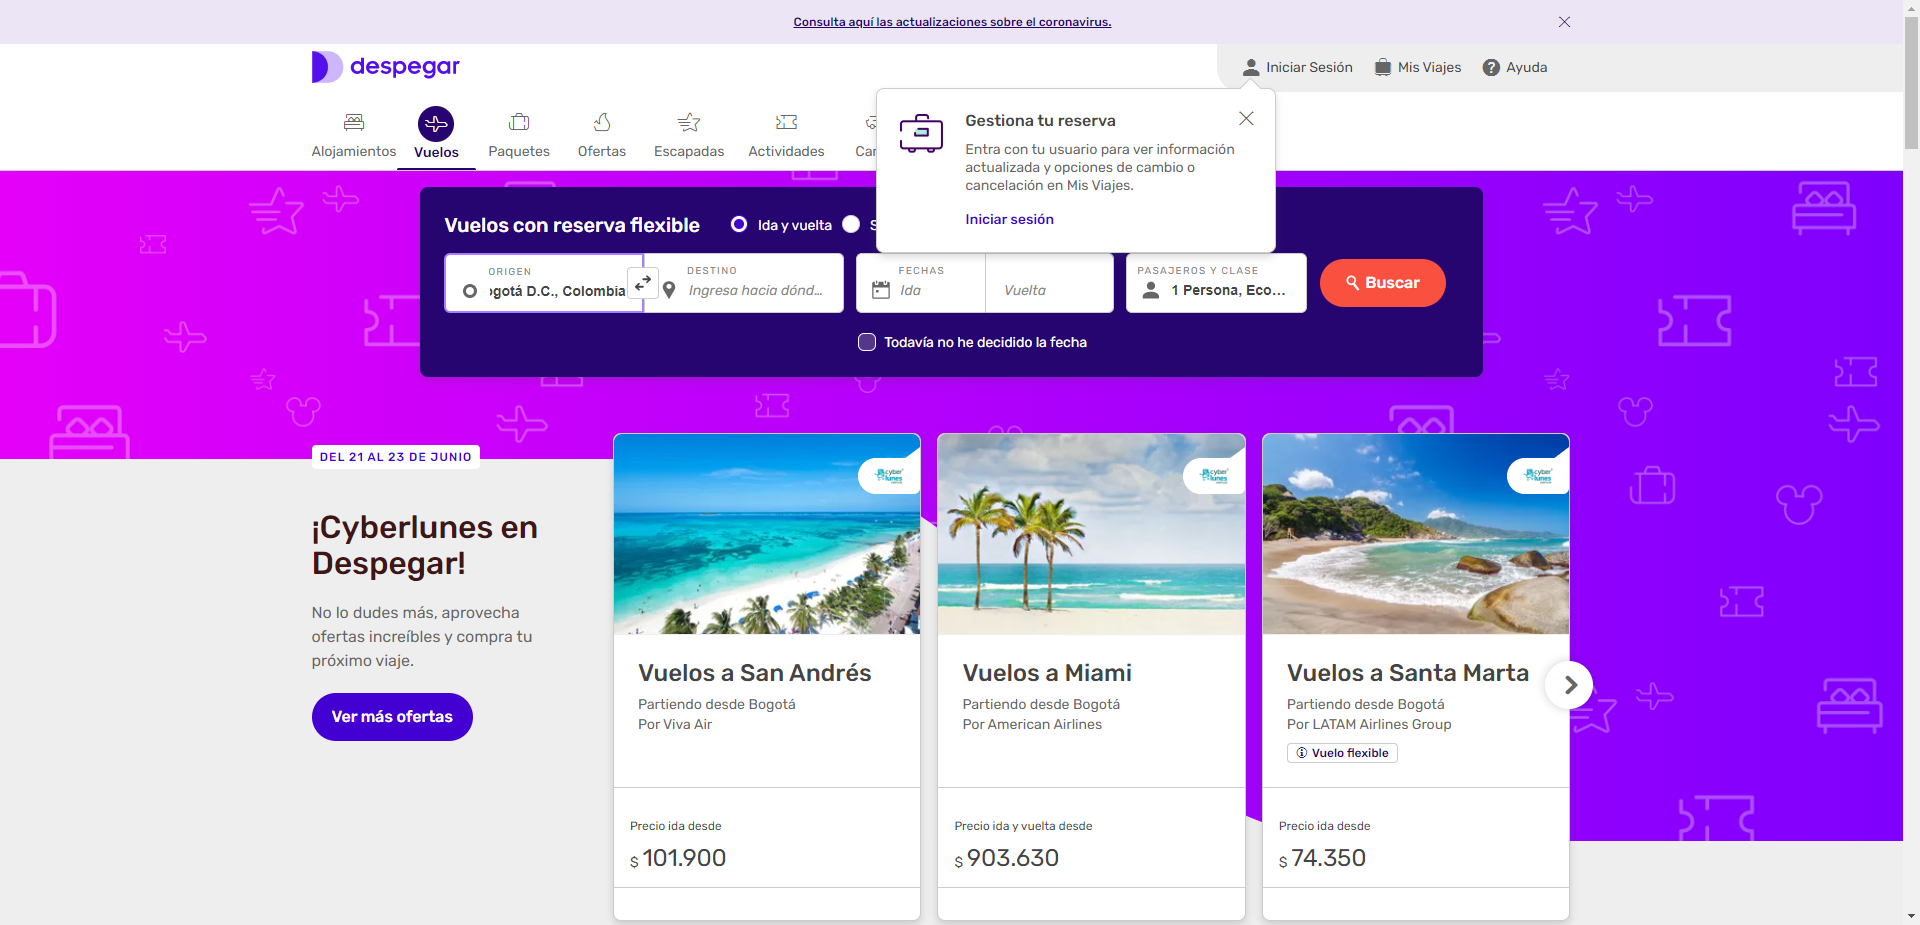 Consulta aquí las actualizaciones sobre el coronavirus.
despegar
Iniciar Sesión
Mis Viajes
Ayuda
Alojamientos
Vuelos
Paquetes
Ofertas
Escapadas
Actividades
Gestiona tu reserva
Entra con tu usuario para ver información
actualizada y opciones de cambio o
cancelación en Mis Viajes.
Iniciar sesión
Vuelos con reserva flexible
Ida y vuelta
ORIGEN
gotá D.C., Colombia
DESTINO
Ingresa hacia dónd...
FECHAS
Ida
Vuelta
PASAJEROS Y CLASE
1 Persona, Eco...
Buscar
Todavía no he decidido la fecha
DEL 21 AL 23 DE JUNIO
¡Cyberlunes en
Despegar!
No lo dudes más, aprovecha
ofertas increíbles y compra tu
próximo viaje.
Ver más ofertas
cyber
lunes
Vuelos a San Andrés
Partiendo desde Bogotá
Por Viva Air
Precio ida desde
$ 101.900
cyber
lunes
Vuelos a Miami
Partiendo desde Bogotá
Por American Airlines
Precio ida y vuelta desde
$ 903.630
cyber
lunes
Vuelos a Santa Marta
Partiendo desde Bogotá
Por LATAM Airlines Group
Vuelo flexible
Precio ida desde
$ 74.350